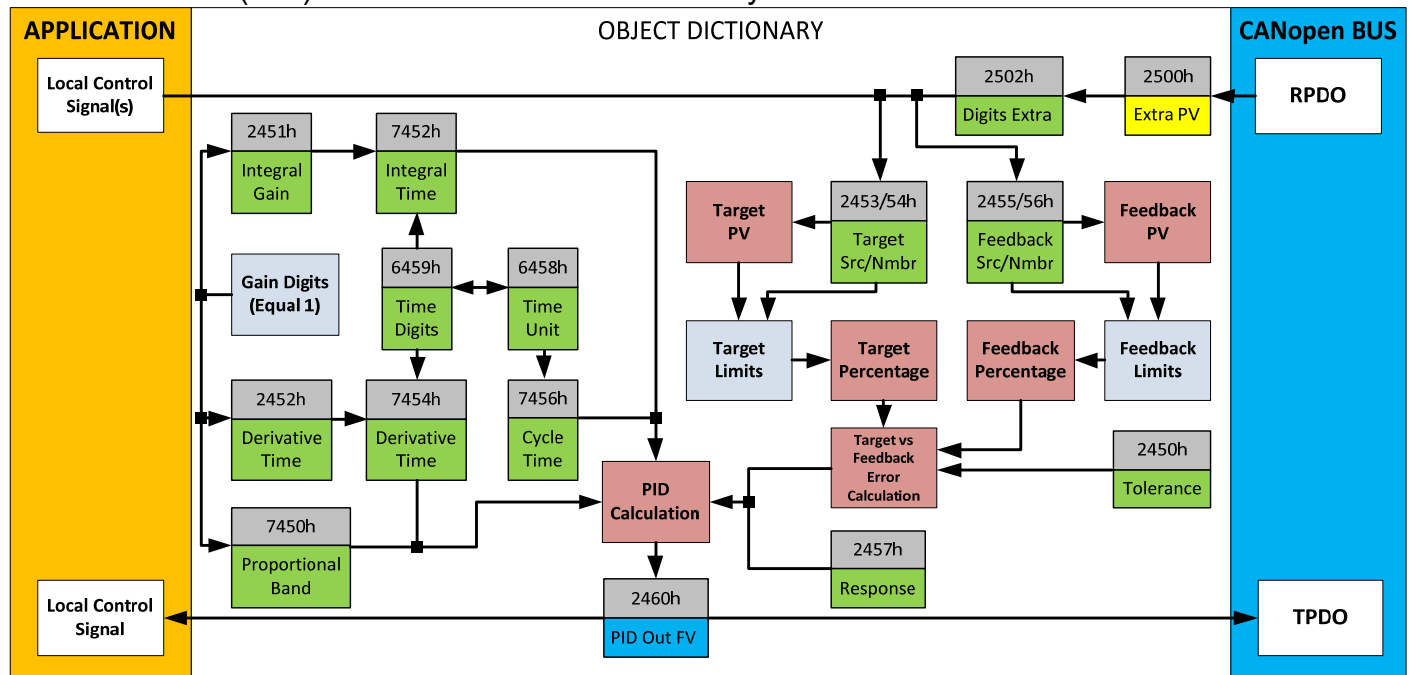 APPLICATION
OBJECT DICTIONARY
CANopen BUS
Local Control
Signal(s)
2502h
Digits Extra
2500h
Extra PV
RPDO
2451h
Integral
Gain
7452h
Integral
Time
Target
PV
2453/54h
Target
Src/Nmbr
2455/56h
Feedback
Src/Nmbr
Feedback
PV
Gain Digits
(Equal 1)
6459h
Time
Digits
6458h
Time
Unit
Target
Limits
Target
Percentage
Feedback
Percentage
Feedback
Limits
2452h
Derivative
Time
7454h
Derivative
Time
7456h
Cycle
Time
Target vs
Feedback
Error
Calculation
2450h
Tolerance
PID
Calculation
7450h
Proportional
Band
2457h
Response
Local Control
Signal
2460h
PID Out FV
TPDO